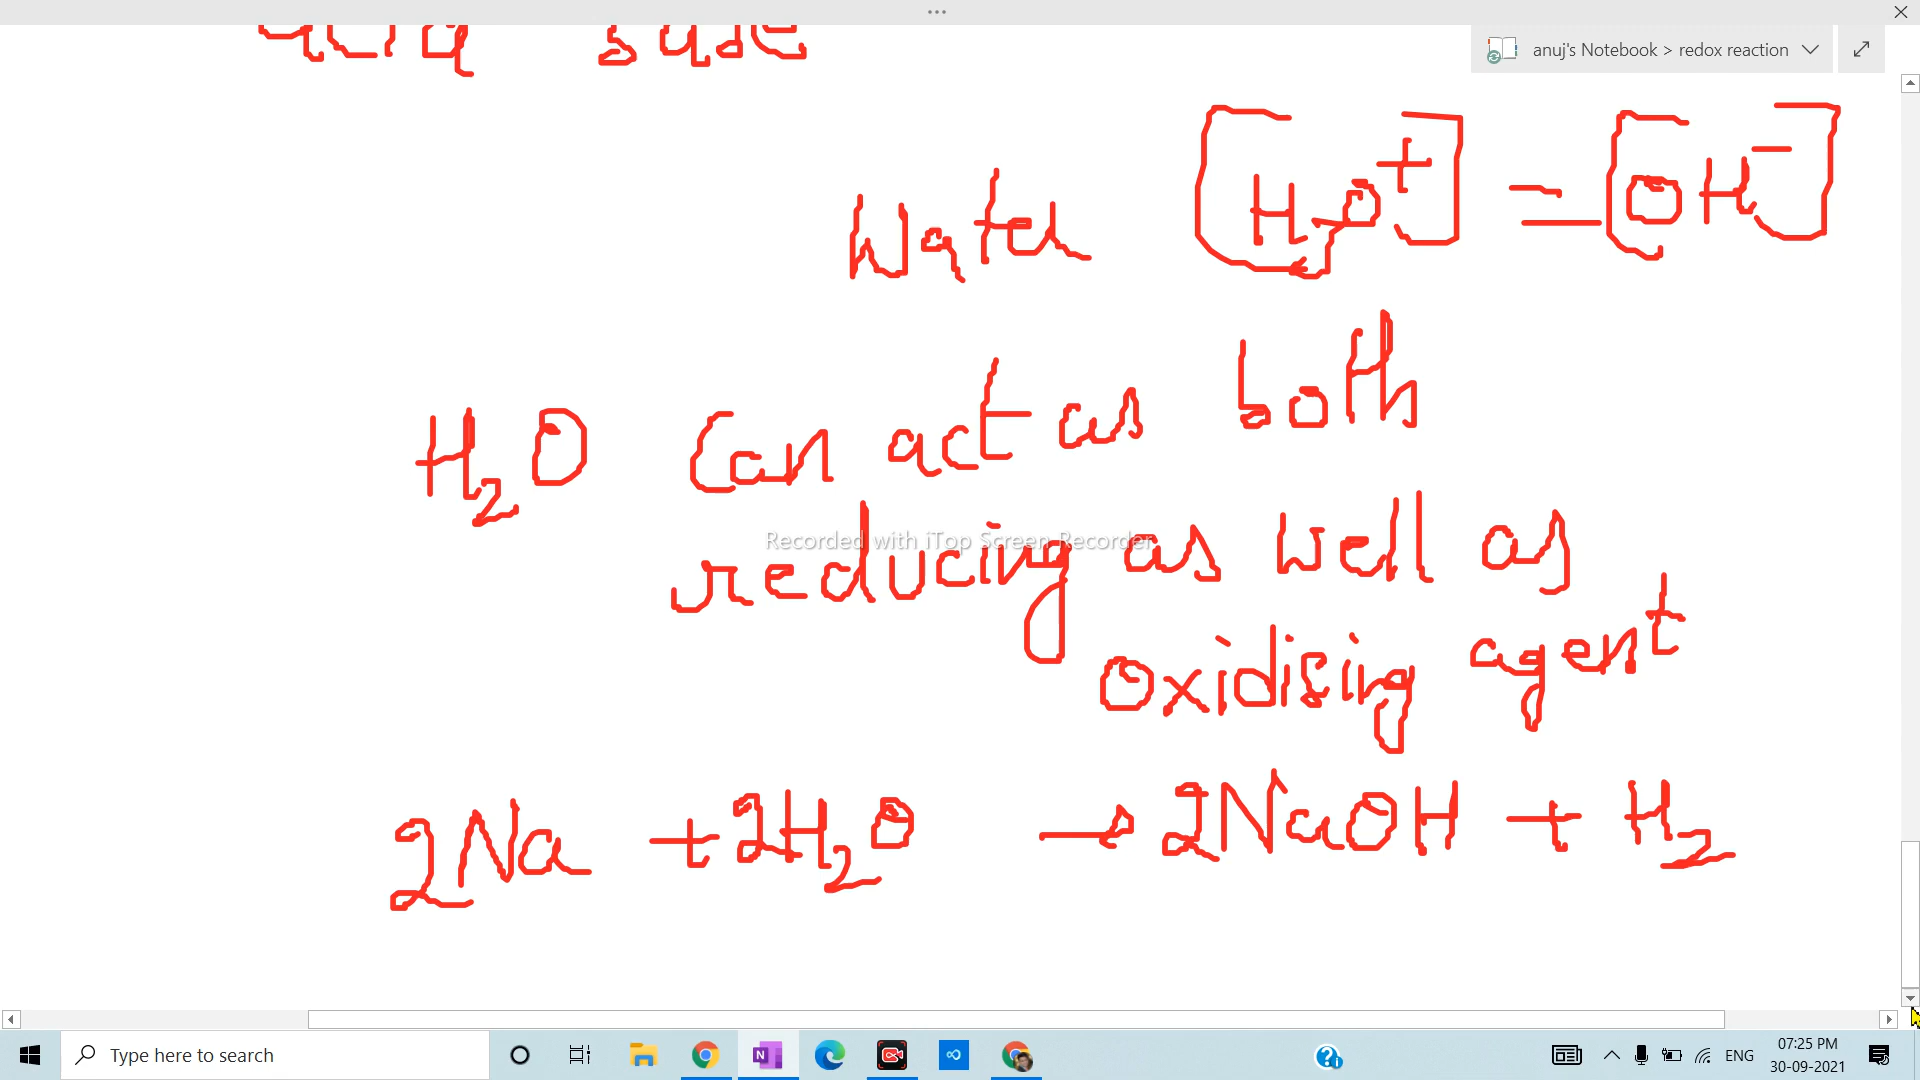 anuj's Notebook > redox reaction
Water [H₃O⁺] = [OH⁻]
H₂O Can act as both
reducing as well as
Recorded with iTop Screen Recorder
oxidising agent
2Na + 2H₂O → 2NaOH + H₂
Type here to search
ENG
07:25 PM
30-09-2021